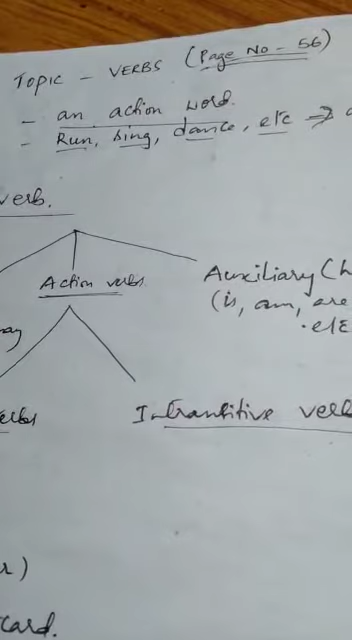 TOPIC - VERBS (Page No - 56)
- an action word.
- Run, sing, dance, etc ⇒
verb.
Action verbs
Auxiliary (h
(is, am, are
etc
Intransitive verb
erbs
card.